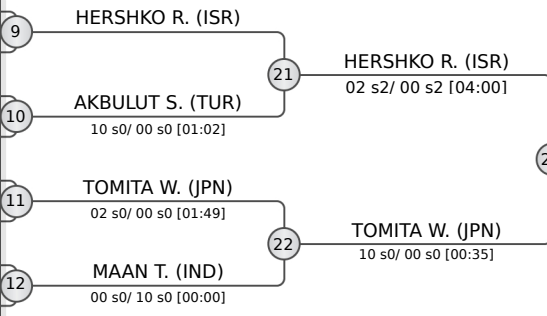 HERSHKO R. (ISR)
9
21
HERSHKO R. (ISR)
02 s2/ 00 s2 [04:00]
AKBULUT S. (TUR)
10
10 s0/ 00 s0 [01:02]
TOMITA W. (JPN)
11
02 s0/ 00 s0 [01:49]
22
TOMITA W. (JPN)
10 s0/ 00 s0 [00:35]
MAAN T. (IND)
12
00 s0/ 10 s0 [00:00]